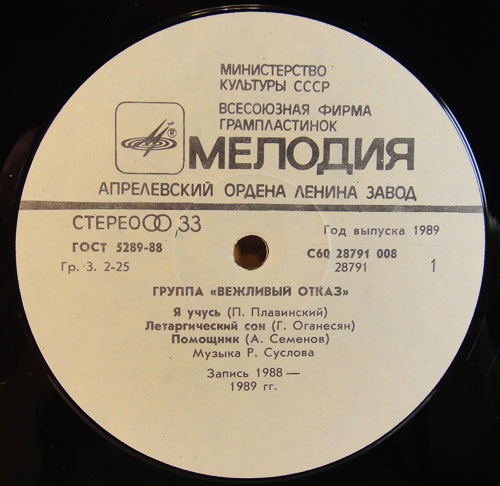 МИНИСТЕРСТВО
КУЛЬТУРЫ СССР
ВСЕСОЮЗНАЯ ФИРМА
ГРАМПЛАСТИНОК
®
МЕЛОДИЯ
АПРЕЛЕВСКИЙ ОРДЕНА ЛЕНИНА ЗАВОД
СТЕРЕО 33
Год выпуска 1989
ГОСТ 5289-88
С60 28791 008
Гр. 3. 2-25
28791
1
ГРУППА «ВЕЖЛИВЫЙ ОТКАЗ»
Я учусь (П. Плавинский)
Летаргический сон (Г. Оганесян)
Помощник (А. Семенов)
Музыка Р. Суслова
Запись 1988 —
1989 гг.